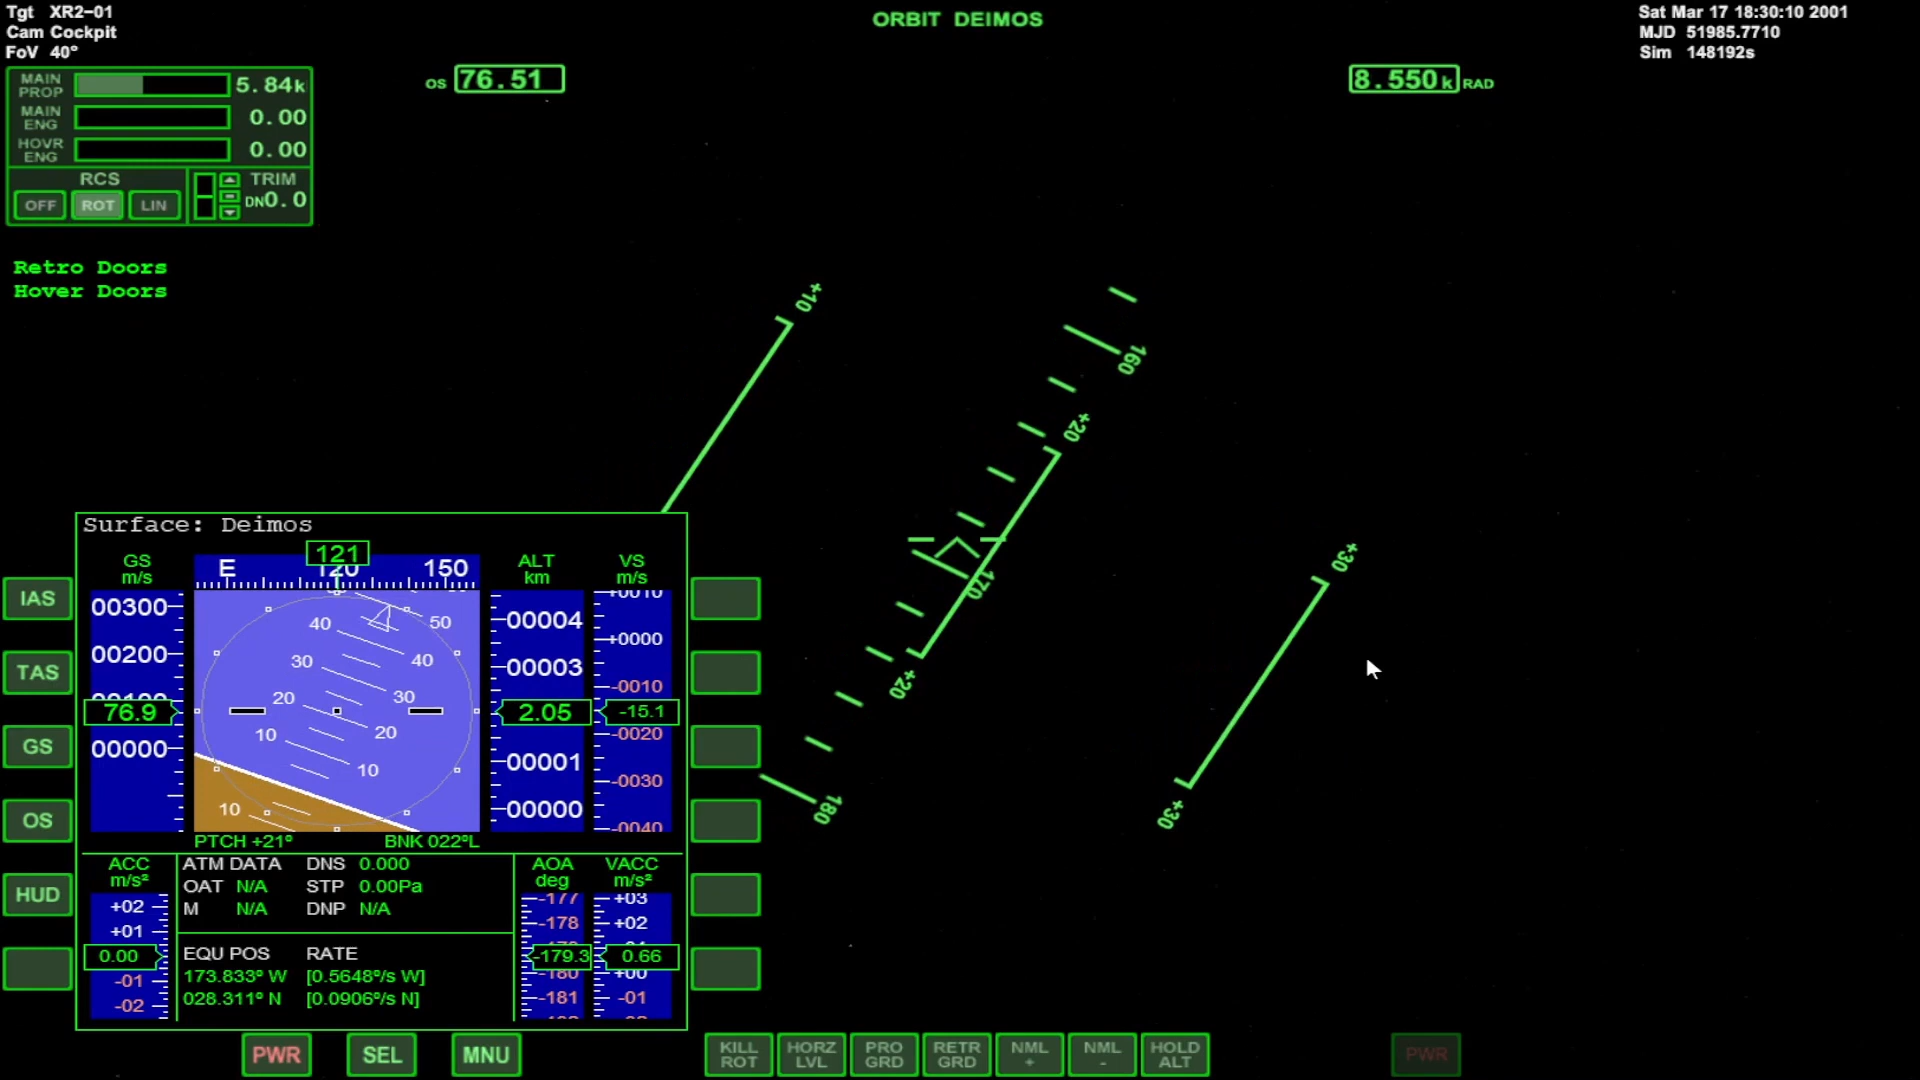 Tgt XR2-01
Cam Cockpit
FoV 40°
ORBIT DEIMOS
Sat Mar 17 18:30:10 2001
MJD 51985.7710
Sim 148192s
MAIN PROP 5.84k
MAIN ENG 0.00
HOVR ENG 0.00
RCS
OFF ROT LIN
TRIM
DN0.0
OS 76.51
8.550k RAD
Retro Doors
Hover Doors
+10
160
+20
170
+20
180
+30
+30
Surface: Deimos
GS m/s
E 120 150
121
ALT km
VS m/s
00300
00200
00100
76.9
00000
40 50
30 40
20 30
10 20
10
10
00004
00003
2.05
00001
00000
+0010
+0000
-0010
-15.1
-0020
-0030
-0040
PTCH +21° BNK 022°L
ACC m/s²
+02
+01
0.00
-01
-02
ATM DATA DNS 0.000
OAT N/A STP 0.00Pa
M N/A DNP N/A
EQU POS RATE
173.833° W [0.5648°/s W]
028.311° N [0.0906°/s N]
AOA deg
-177
-178
-179.3
-180
-181
VACC m/s²
+03
+02
0.66
+00
-01
IAS
TAS
GS
OS
HUD
PWR SEL MNU
KILL ROT
HORZ LVL
PRO GRD
RETR GRD
NML +
NML -
HOLD ALT
PWR